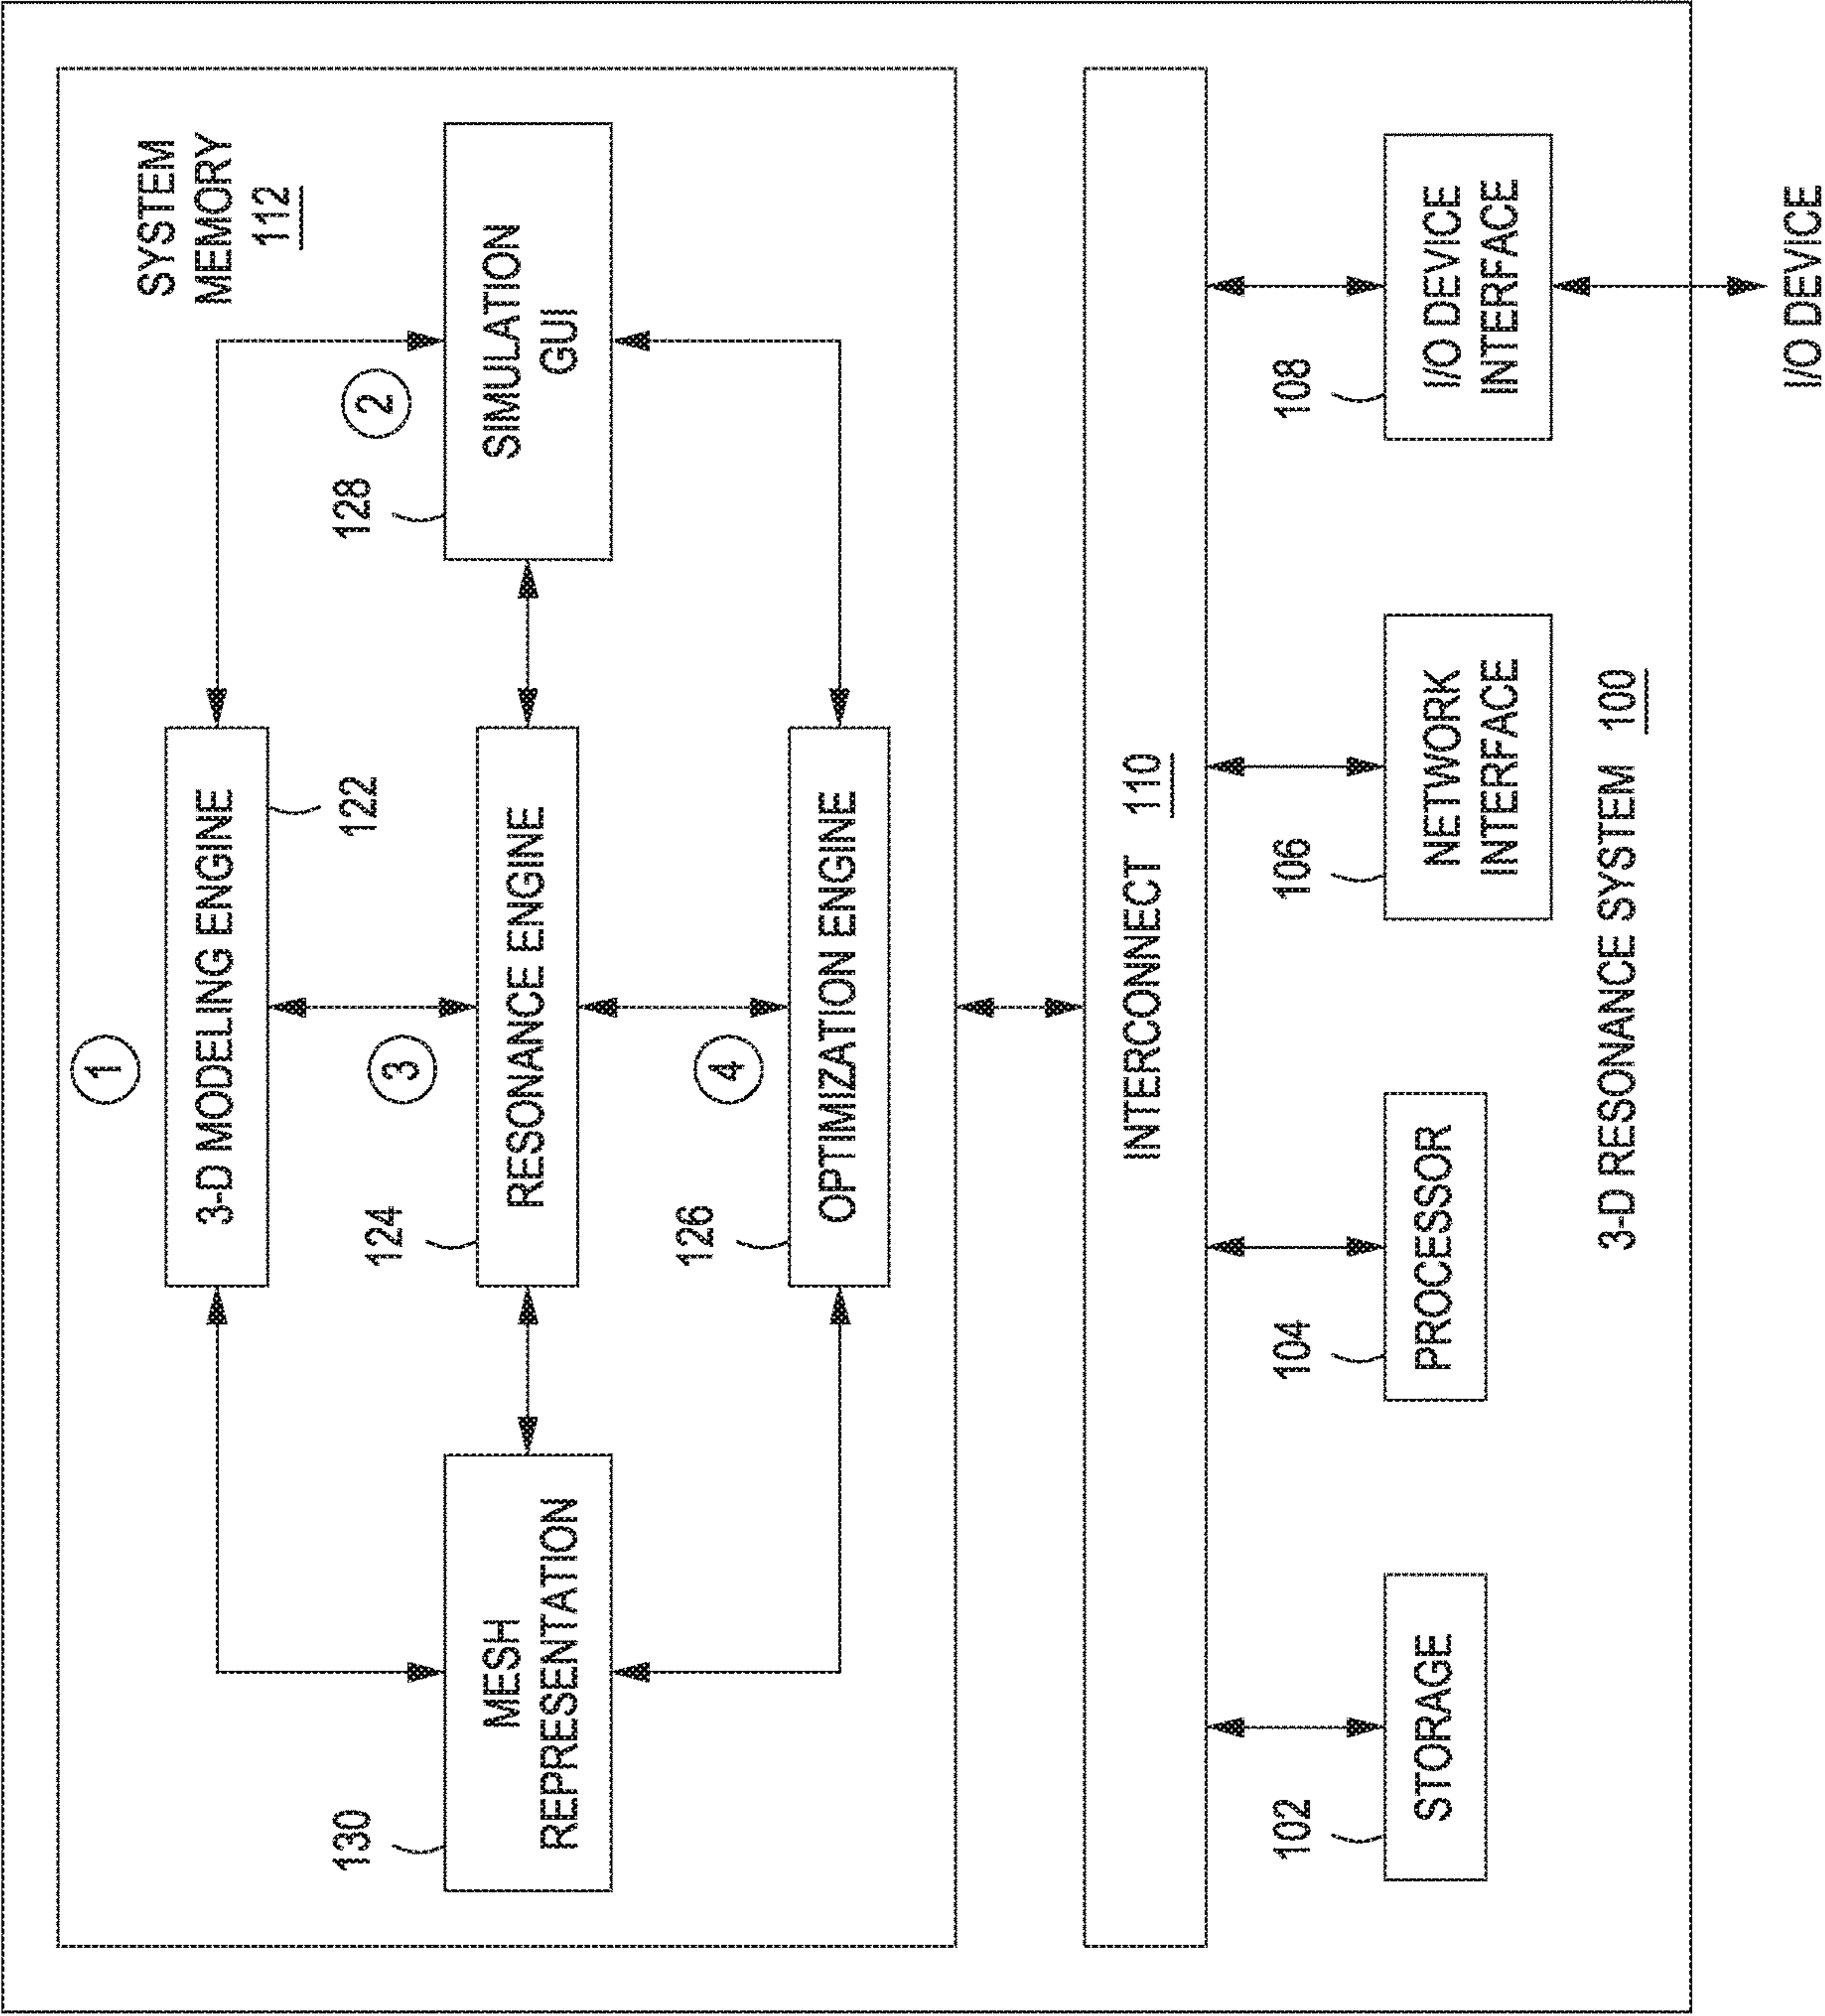 SYSTEM
MEMORY
112
1
3-D MODELING ENGINE
122
130
MESH
REPRESENTATION
124
3
RESONANCE ENGINE
128
2
SIMULATION
GUI
126
4
OPTIMIZATION ENGINE
INTERCONNECT 110
102
STORAGE
104
PROCESSOR
106
NETWORK
INTERFACE
108
I/O DEVICE
INTERFACE
3-D RESONANCE SYSTEM 100
I/O DEVICE